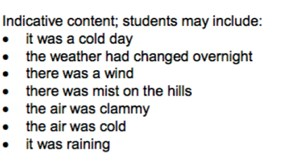 Indicative content; students may include:
• it was a cold day
• the weather had changed overnight
• there was a wind
• there was mist on the hills
• the air was clammy
• the air was cold
• it was raining